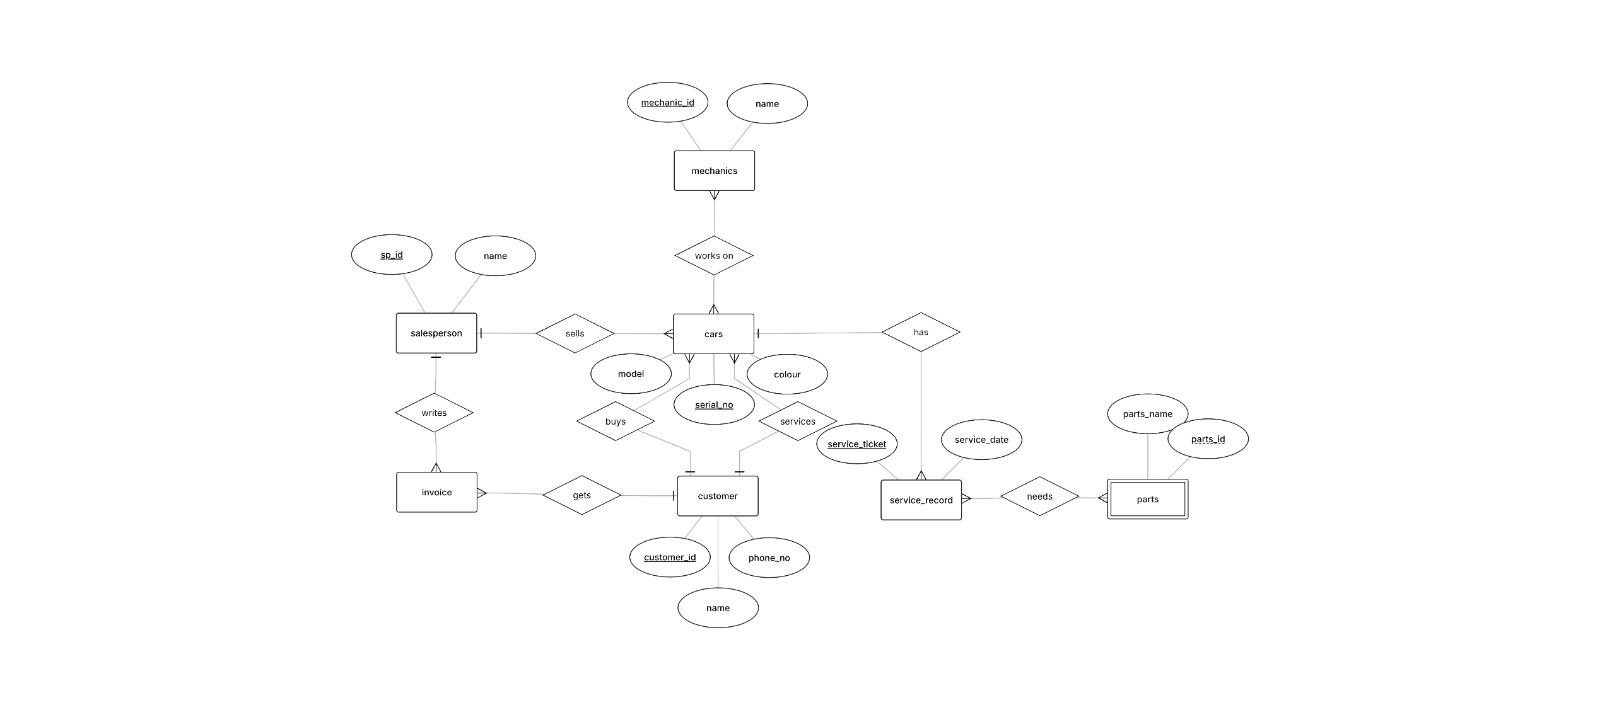 mechanic_id
name
mechanics
works on
sp_id
name
salesperson
sells
cars
has
model
colour
serial_no
writes
buys
services
parts_name
parts_id
service_ticket
service_date
invoice
gets
customer
service_record
needs
parts
customer_id
phone_no
name